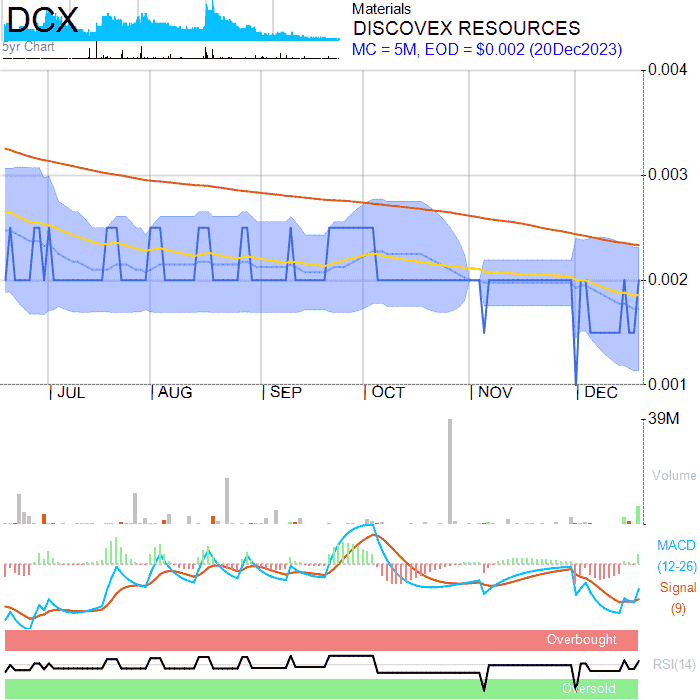 DCX
5yr Chart
Materials
DISCOVEX RESOURCES
MC = 5M, EOD = $0.002 (20Dec2023)
0.004
0.003
0.002
0.001
JUL
AUG
SEP
OCT
NOV
DEC
39M
Volume
MACD
(12-26)
Signal
(9)
Overbought
RSI(14)
Oversold